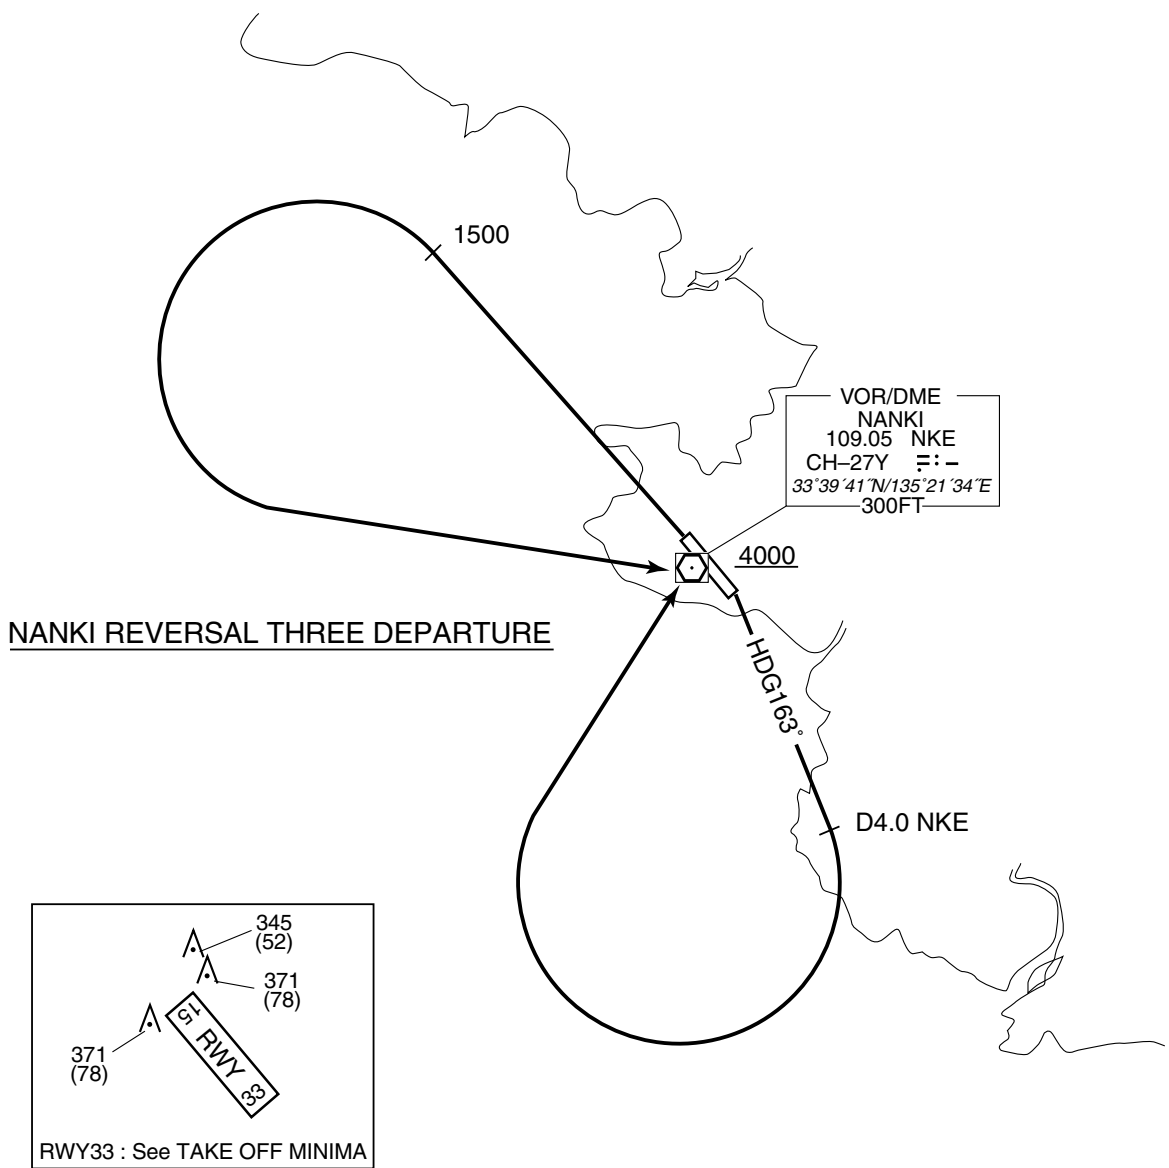 1500
VOR/DME
NANKI
109.05 NKE
CH–27Y
33°39´41˝N/135°21´34˝E
300FT
4000
NANKI REVERSAL THREE DEPARTURE
HDG163°
D4.0 NKE
345
(52)
371
(78)
371
(78)
15 RWY 33
RWY33 : See TAKE OFF MINIMA